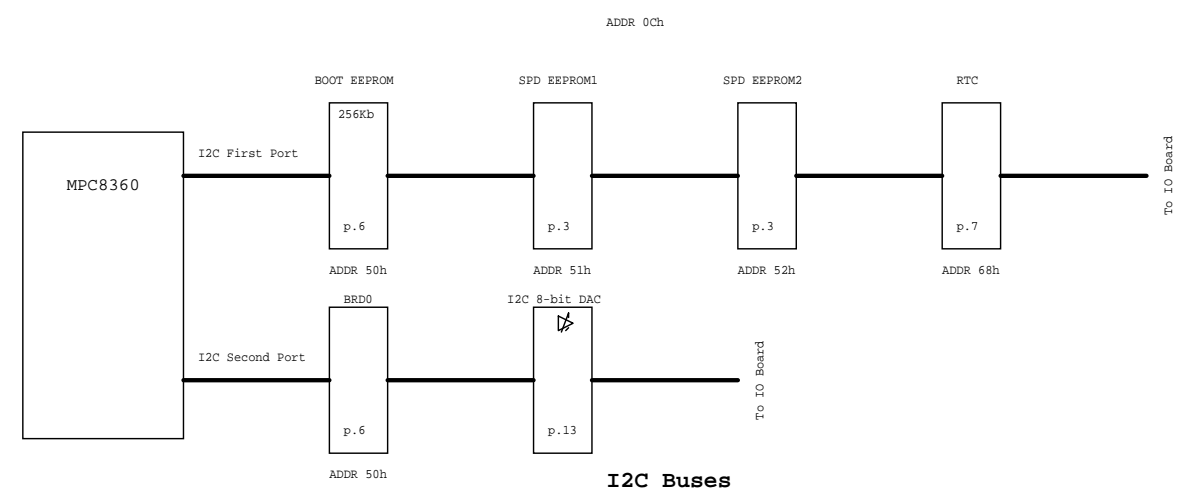 ADDR 0Ch
BOOT EEPROM
SPD EEPROM1
SPD EEPROM2
RTC
256Kb
I2C First Port
MPC8360
To IO Board
p.6
p.3
p.3
p.7
ADDR 50h
ADDR 51h
ADDR 52h
ADDR 68h
BRD0
I2C 8-bit DAC
I2C Second Port
To IO Board
p.6
p.13
ADDR 50h
I2C Buses